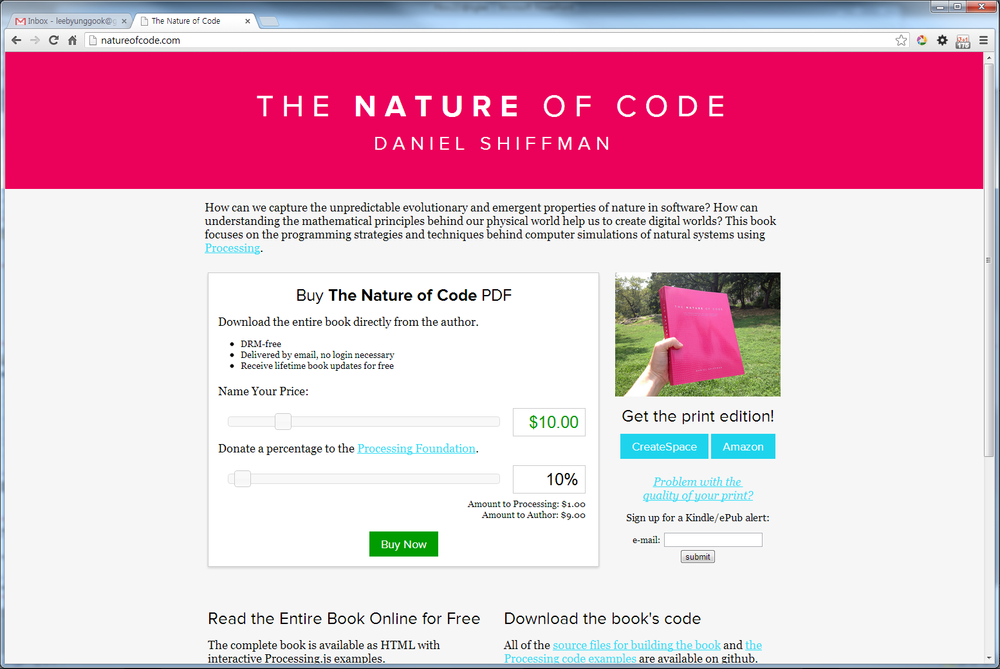 Inbox - leebyunggook@g
The Nature of Code
natureofcode.com
175
THE NATURE OF CODE
DANIEL SHIFFMAN
How can we capture the unpredictable evolutionary and emergent properties of nature in software? How can
understanding the mathematical principles behind our physical world help us to create digital worlds? This book
focuses on the programming strategies and techniques behind computer simulations of natural systems using
Processing.
Buy The Nature of Code PDF
Download the entire book directly from the author.
• DRM-free
• Delivered by email, no login necessary
• Receive lifetime book updates for free
Name Your Price:
$10.00
Donate a percentage to the Processing Foundation.
10%
Amount to Processing: $1.00
Amount to Author: $9.00
Buy Now
THE NATURE OF CODE
DANIEL SHIFFMAN
Get the print edition!
CreateSpace
Amazon
Problem with the
quality of your print?
Sign up for a Kindle/ePub alert:
e-mail:
submit
Read the Entire Book Online for Free
The complete book is available as HTML with
interactive Processing.js examples.
Download the book's code
All of the source files for building the book and the
Processing code examples are available on github.